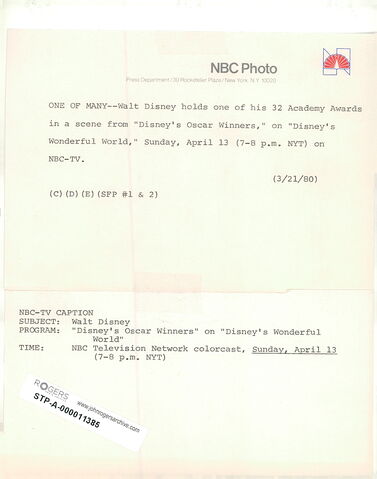 NBC Photo
Press Department / 30 Rockefeller Plaza / New York, N.Y. 10020
ONE OF MANY--Walt Disney holds one of his 32 Academy Awards
in a scene from "Disney's Oscar Winners," on "Disney's
Wonderful World," Sunday, April 13 (7-8 p.m. NYT) on
NBC-TV.
(3/21/80)
(C)(D)(E)(SFP #1 & 2)
NBC-TV CAPTION
SUBJECT: Walt Disney
PROGRAM: "Disney's Oscar Winners" on "Disney's Wonderful
World"
TIME: NBC Television Network colorcast, Sunday, April 13
(7-8 p.m. NYT)
ROGERS
www.johnrogersarchive.com
STP-A-000011385